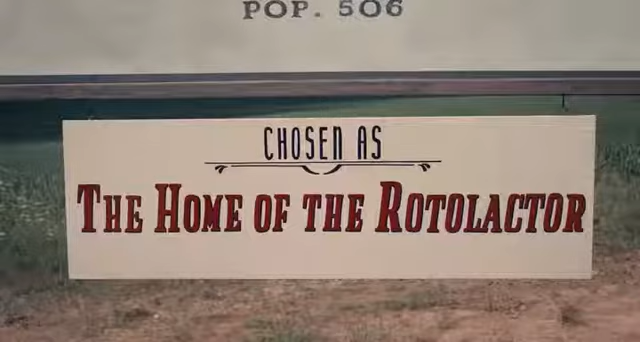 POP. 506
CHOSEN AS
THE HOME OF THE ROTOLACTOR